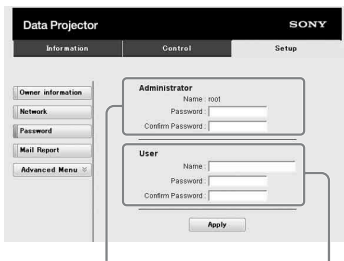 Data Projector SONY
Information Control Setup
Owner information
Network
Password
Mail Report
Advanced Menu
Administrator
Name : root
Password :
Confirm Password :
User
Name :
Password :
Confirm Password :
Apply